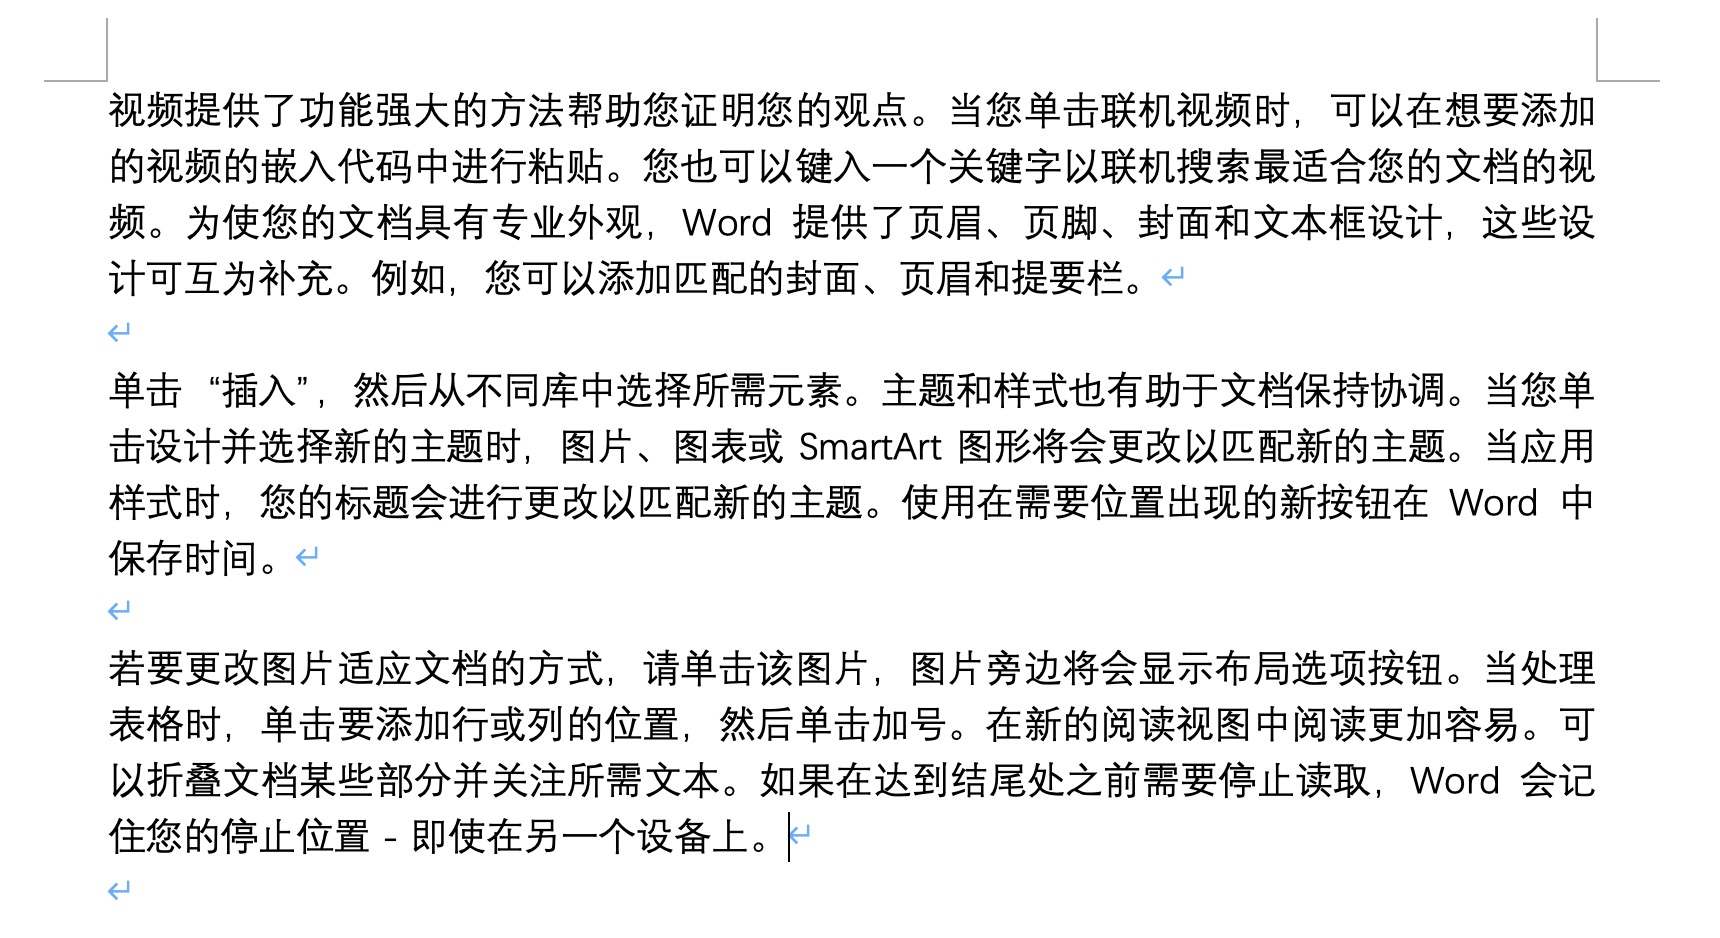 视频提供了功能强大的方法帮助您证明您的观点。当您单击联机视频时，可以在想要添加
的视频的嵌入代码中进行粘贴。您也可以键入一个关键字以联机搜索最适合您的文档的视
频。为使您的文档具有专业外观，Word 提供了页眉、页脚、封面和文本框设计，这些设
计可互为补充。例如，您可以添加匹配的封面、页眉和提要栏。
单击 “插入”，然后从不同库中选择所需元素。主题和样式也有助于文档保持协调。当您单
击设计并选择新的主题时，图片、图表或 SmartArt 图形将会更改以匹配新的主题。当应用
样式时，您的标题会进行更改以匹配新的主题。使用在需要位置出现的新按钮在 Word 中
保存时间。
若要更改图片适应文档的方式，请单击该图片，图片旁边将会显示布局选项按钮。当处理
表格时，单击要添加行或列的位置，然后单击加号。在新的阅读视图中阅读更加容易。可
以折叠文档某些部分并关注所需文本。如果在达到结尾处之前需要停止读取，Word 会记
住您的停止位置 - 即使在另一个设备上。